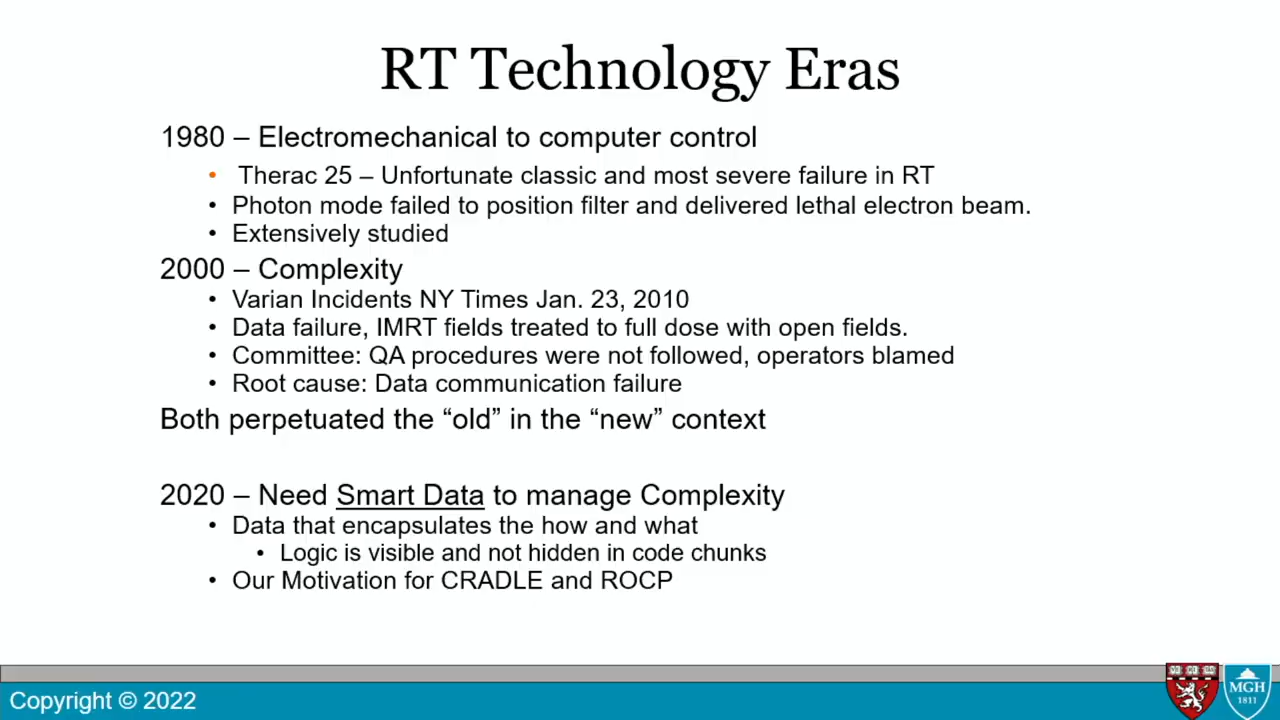 RT Technology Eras
1980 – Electromechanical to computer control
• Therac 25 – Unfortunate classic and most severe failure in RT
• Photon mode failed to position filter and delivered lethal electron beam.
• Extensively studied
2000 – Complexity
• Varian Incidents NY Times Jan. 23, 2010
• Data failure, IMRT fields treated to full dose with open fields.
• Committee: QA procedures were not followed, operators blamed
• Root cause: Data communication failure
Both perpetuated the “old” in the “new” context
2020 – Need Smart Data to manage Complexity
• Data that encapsulates the how and what
• Logic is visible and not hidden in code chunks
• Our Motivation for CRADLE and ROCP
Copyright © 2022
MGH
1811